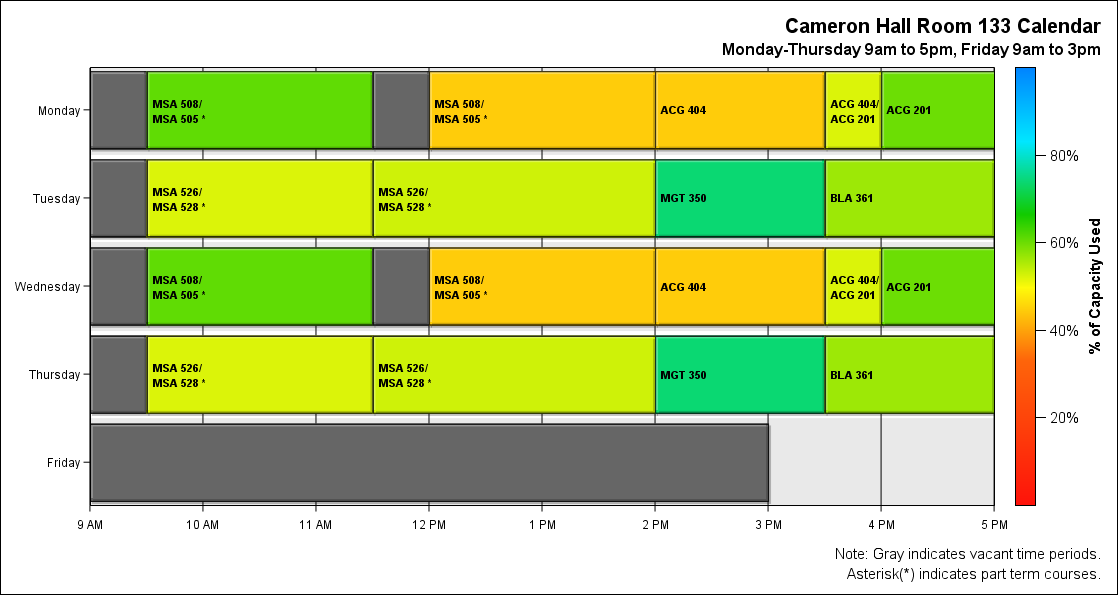 Cameron Hall Room 133 Calendar
Monday-Thursday 9am to 5pm, Friday 9am to 3pm
Monday
MSA 508/
MSA 505 *
MSA 508/
MSA 505 *
ACG 404
ACG 404/
ACG 201
ACG 201
Tuesday
MSA 526/
MSA 528 *
MSA 526/
MSA 528 *
MGT 350
BLA 361
Wednesday
MSA 508/
MSA 505 *
MSA 508/
MSA 505 *
ACG 404
ACG 404/
ACG 201
ACG 201
Thursday
MSA 526/
MSA 528 *
MSA 526/
MSA 528 *
MGT 350
BLA 361
Friday
9 AM 10 AM 11 AM 12 PM 1 PM 2 PM 3 PM 4 PM 5 PM
80%
60%
40%
20%
% of Capacity Used
Note: Gray indicates vacant time periods.
Asterisk(*) indicates part term courses.